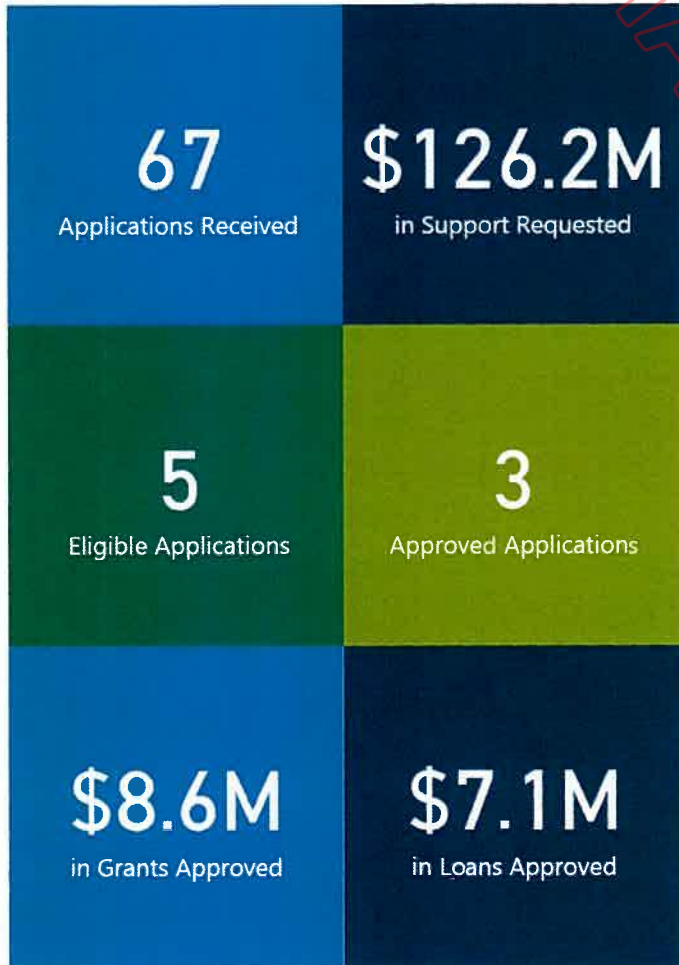 67
Applications Received
$126.2M
in Support Requested
5
Eligible Applications
3
Approved Applications
$8.6M
in Grants Approved
$7.1M
in Loans Approved